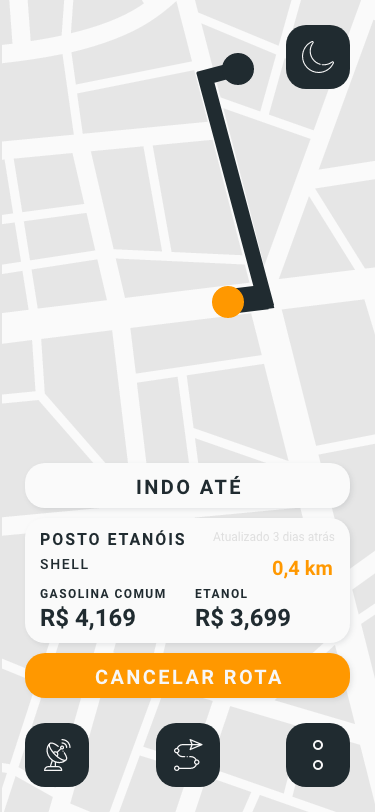 INDO ATÉ
POSTO ETANÓIS
Atualizado 3 dias atrás
SHELL
0,4 km
GASOLINA COMUM
ETANOL
R$ 4,169
R$ 3,699
CANCELAR ROTA